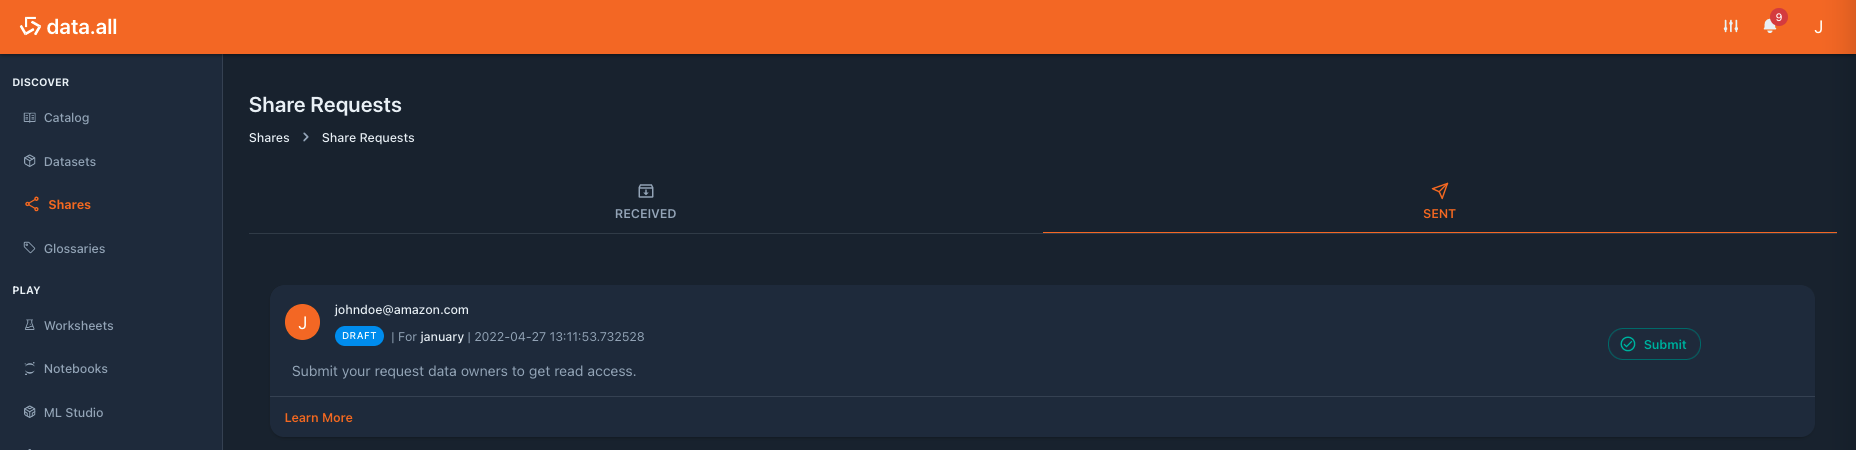 data.all
9
J
DISCOVER
Catalog
Datasets
Shares
Glossaries
PLAY
Worksheets
Notebooks
ML Studio
Share Requests
Shares > Share Requests
RECEIVED
SENT
J
johndoe@amazon.com
DRAFT | For january | 2022-04-27 13:11:53.732528
Submit
Submit your request data owners to get read access.
Learn More